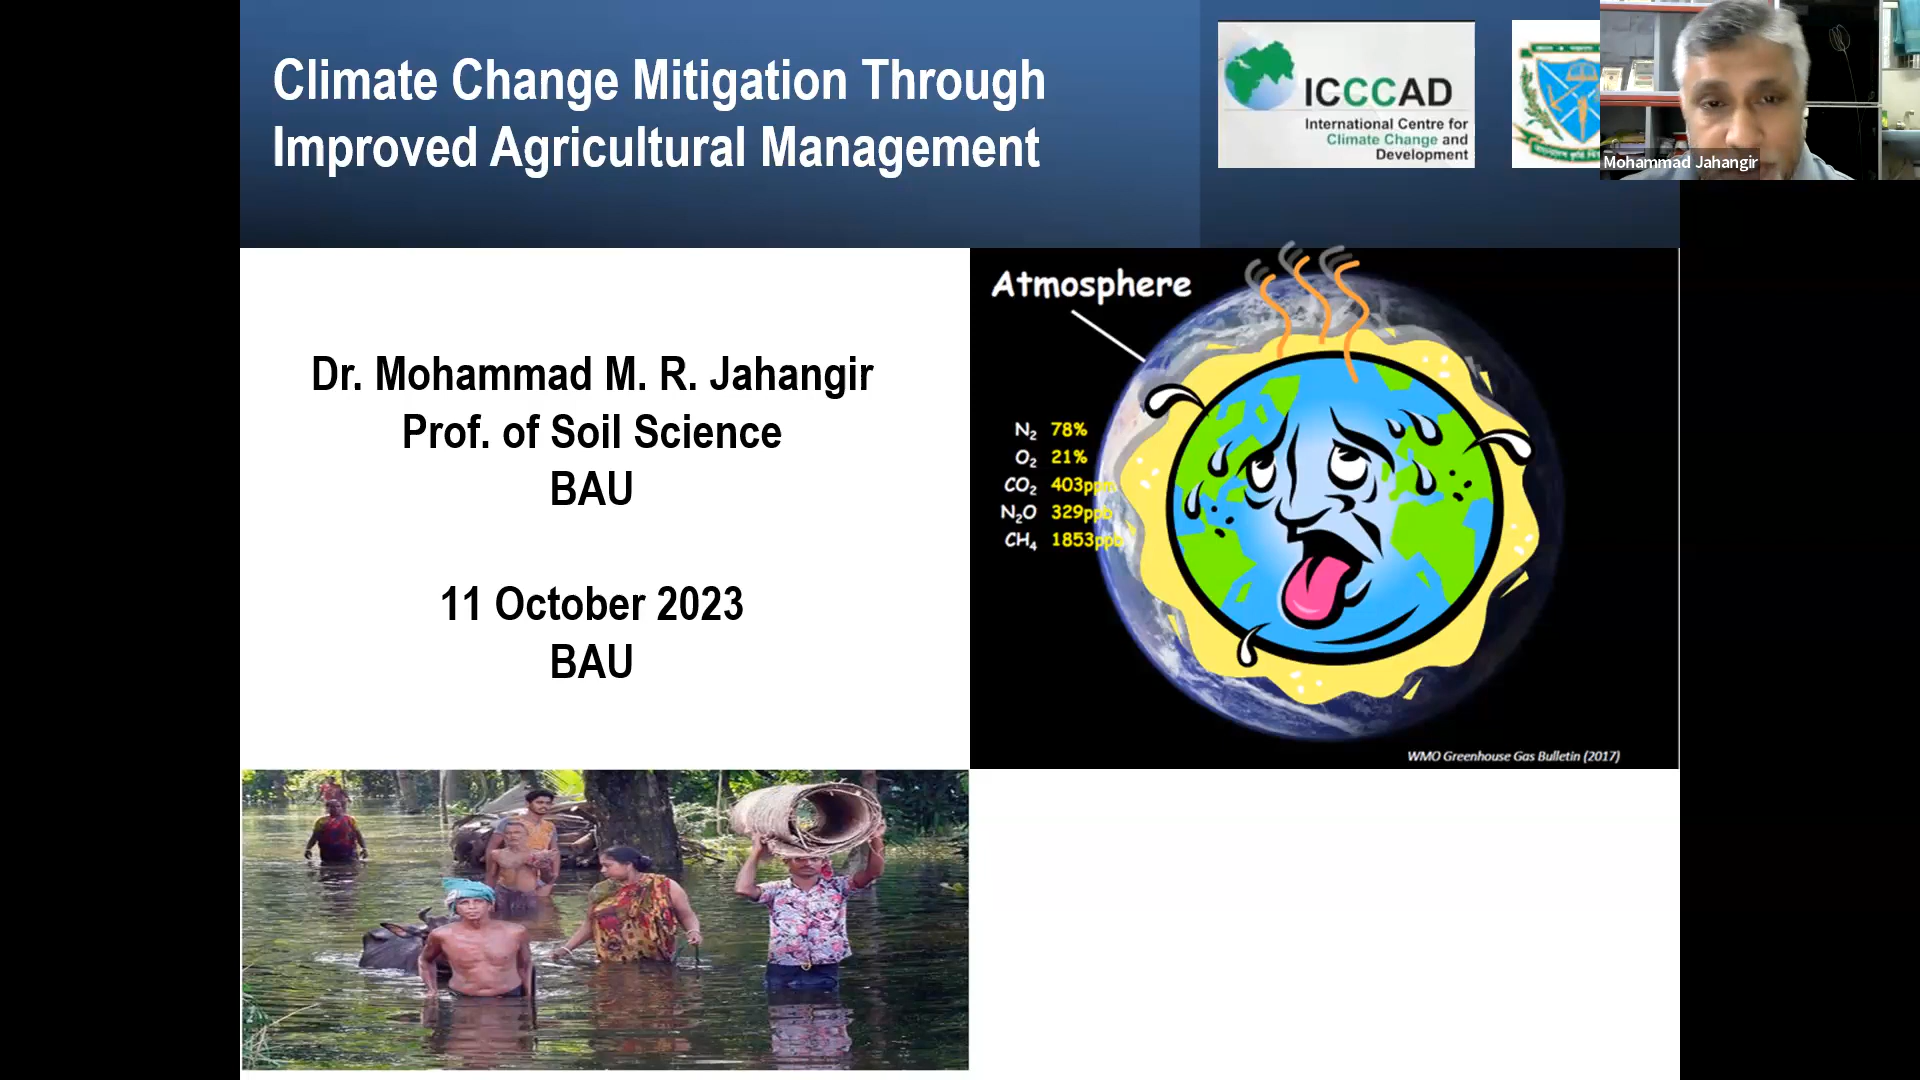 Climate Change Mitigation Through
Improved Agricultural Management
ICCCAD
International Centre for
Climate Change and
Development
Mohammad Jahangir
Dr. Mohammad M. R. Jahangir
Prof. of Soil Science
BAU
11 October 2023
BAU
Atmosphere
N₂ 78%
O₂ 21%
CO₂ 403ppm
N₂O 329ppb
CH₄ 1853ppb
WMO Greenhouse Gas Bulletin (2017)